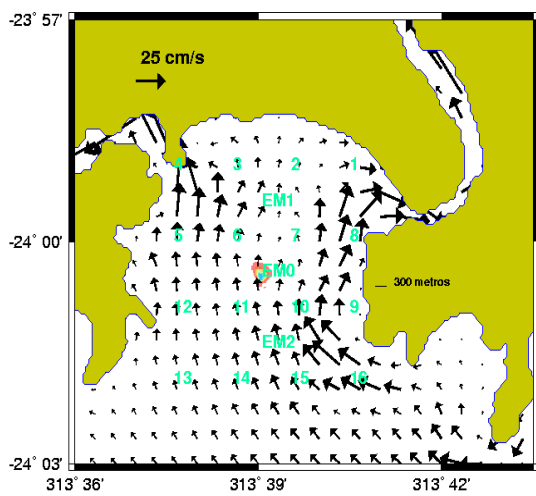 -23° 57'
25 cm/s
4 3 2 1
EM1
5 6 7 8
-24° 00'
EM0
300 metros
12 11 10 9
EM2
13 14 15 16
-24° 03'
313° 36' 313° 39' 313° 42'